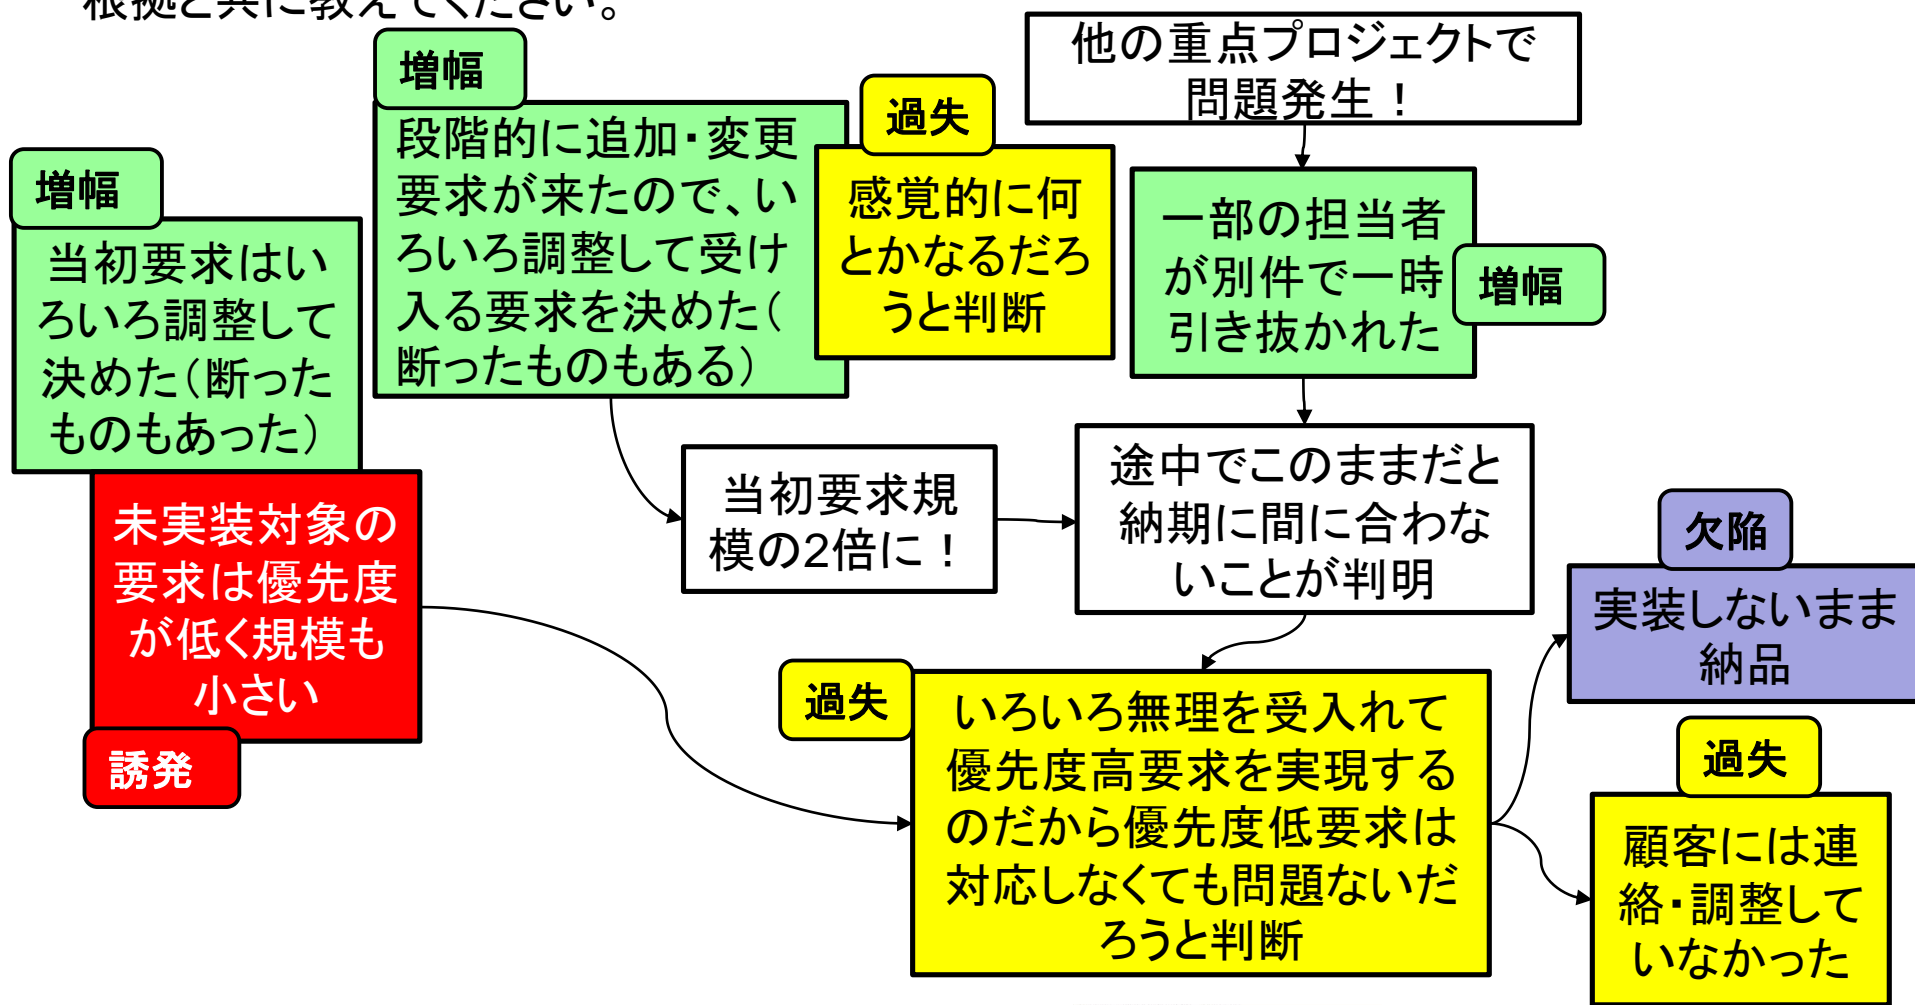 根拠と共に教えてください。
増幅
当初要求はい
ろいろ調整して
決めた（断った
ものもあった）
増幅
段階的に追加・変更
要求が来たので、い
ろいろ調整して受け
入る要求を決めた（
断ったものもある）
過失
感覚的に何
とかなるだろ
うと判断
他の重点プロジェクトで
問題発生！
一部の担当者
が別件で一時
引き抜かれた
増幅
未実装対象の
要求は優先度
が低く規模も
小さい
誘発
当初要求規
模の2倍に！
途中でこのままだと
納期に間に合わな
いことが判明
過失
いろいろ無理を受入れて
優先度高要求を実現する
のだから優先度低要求は
対応しなくても問題ないだ
ろうと判断
欠陥
実装しないまま
納品
過失
顧客には連
絡・調整して
いなかった